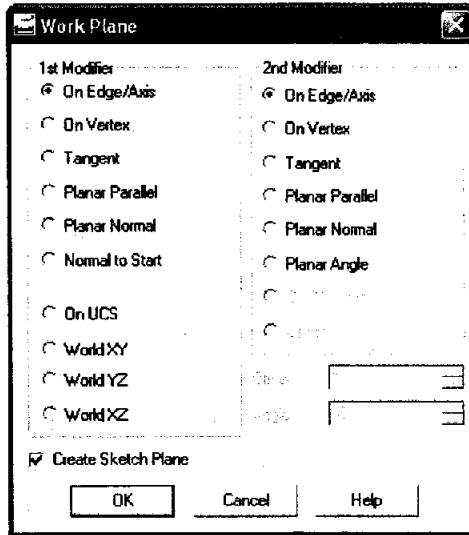 Work Plane
1st Modifier
On Edge/Axis
On Vertex
Tangent
Planar Parallel
Planar Normal
Normal to Start
On UCS
World XY
World YZ
World XZ
2nd Modifier
On Edge/Axis
On Vertex
Tangent
Planar Parallel
Planar Normal
Planar Angle
Create Sketch Plane
OK
Cancel
Help